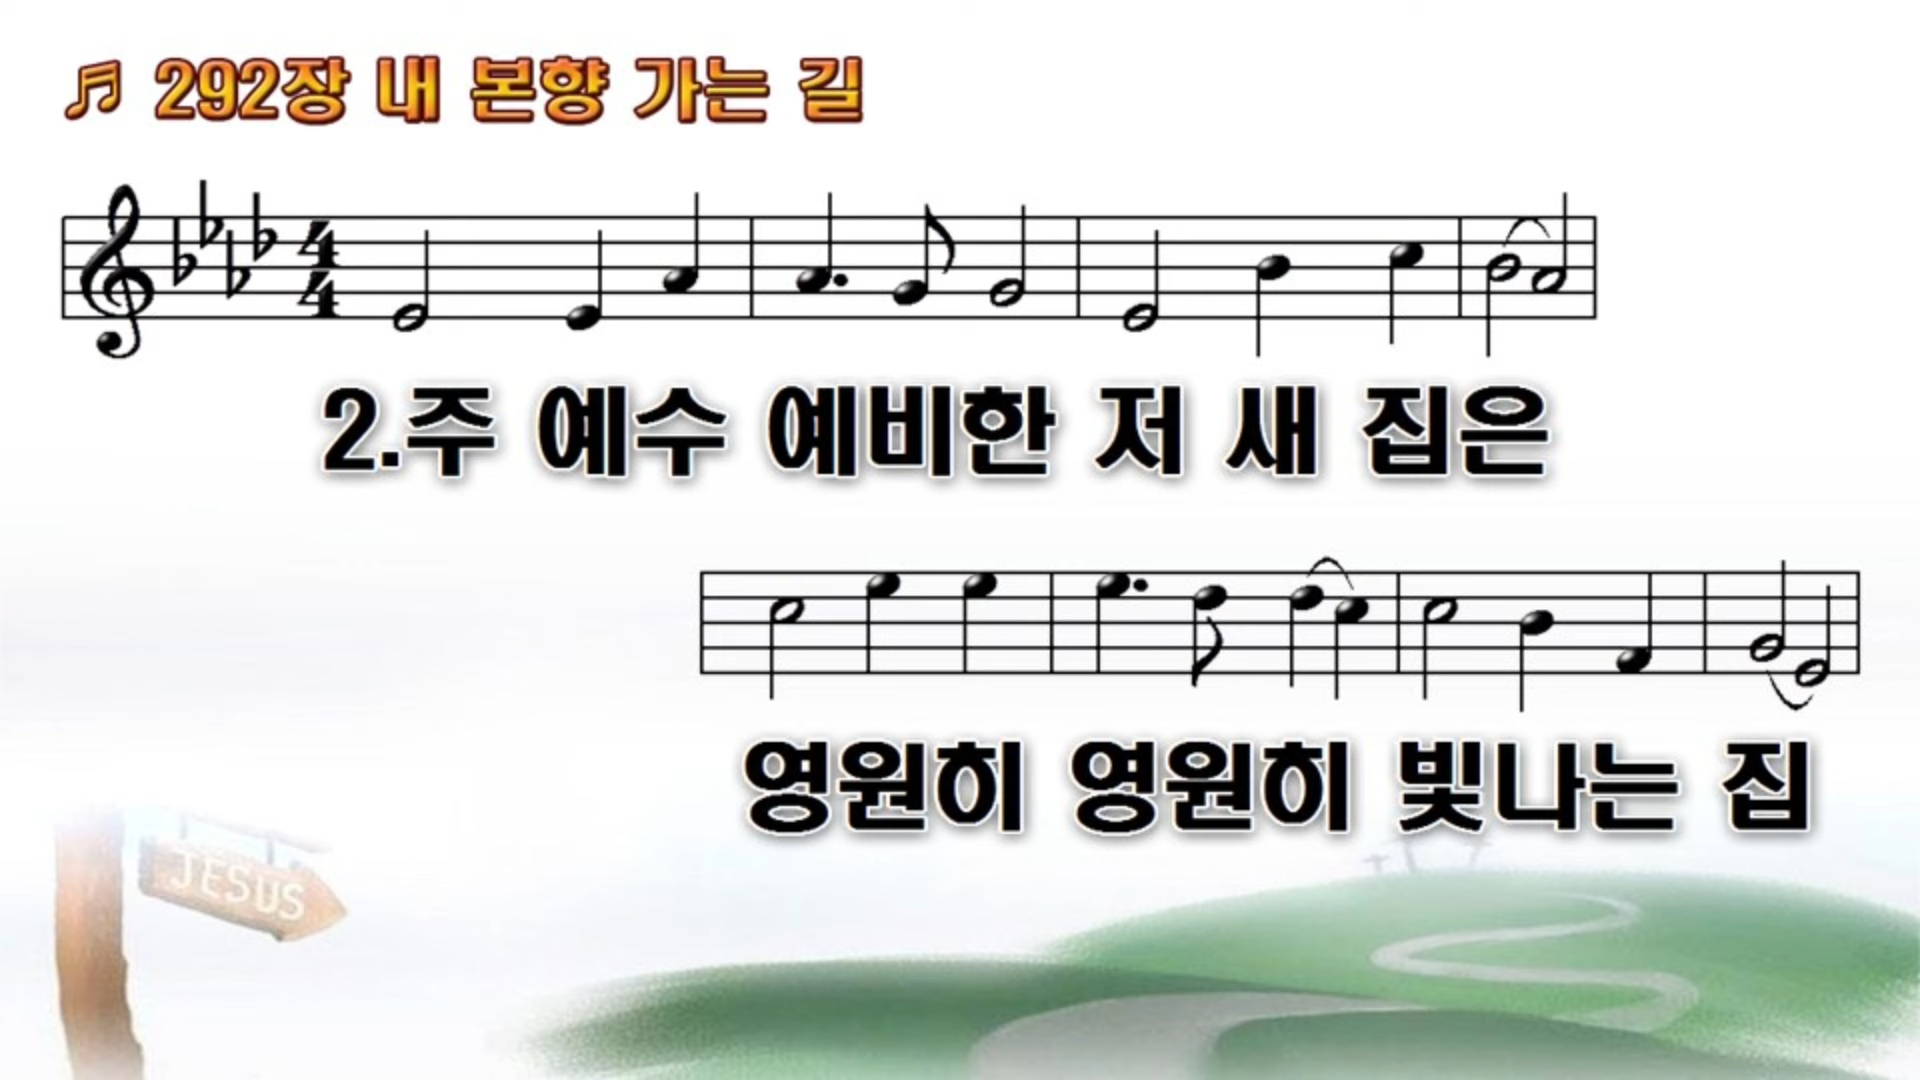 292장 내 본향 가는 길
2.주 예수 예비한 저 새 집은
영원히 영원히 빛나는 집
JESUS